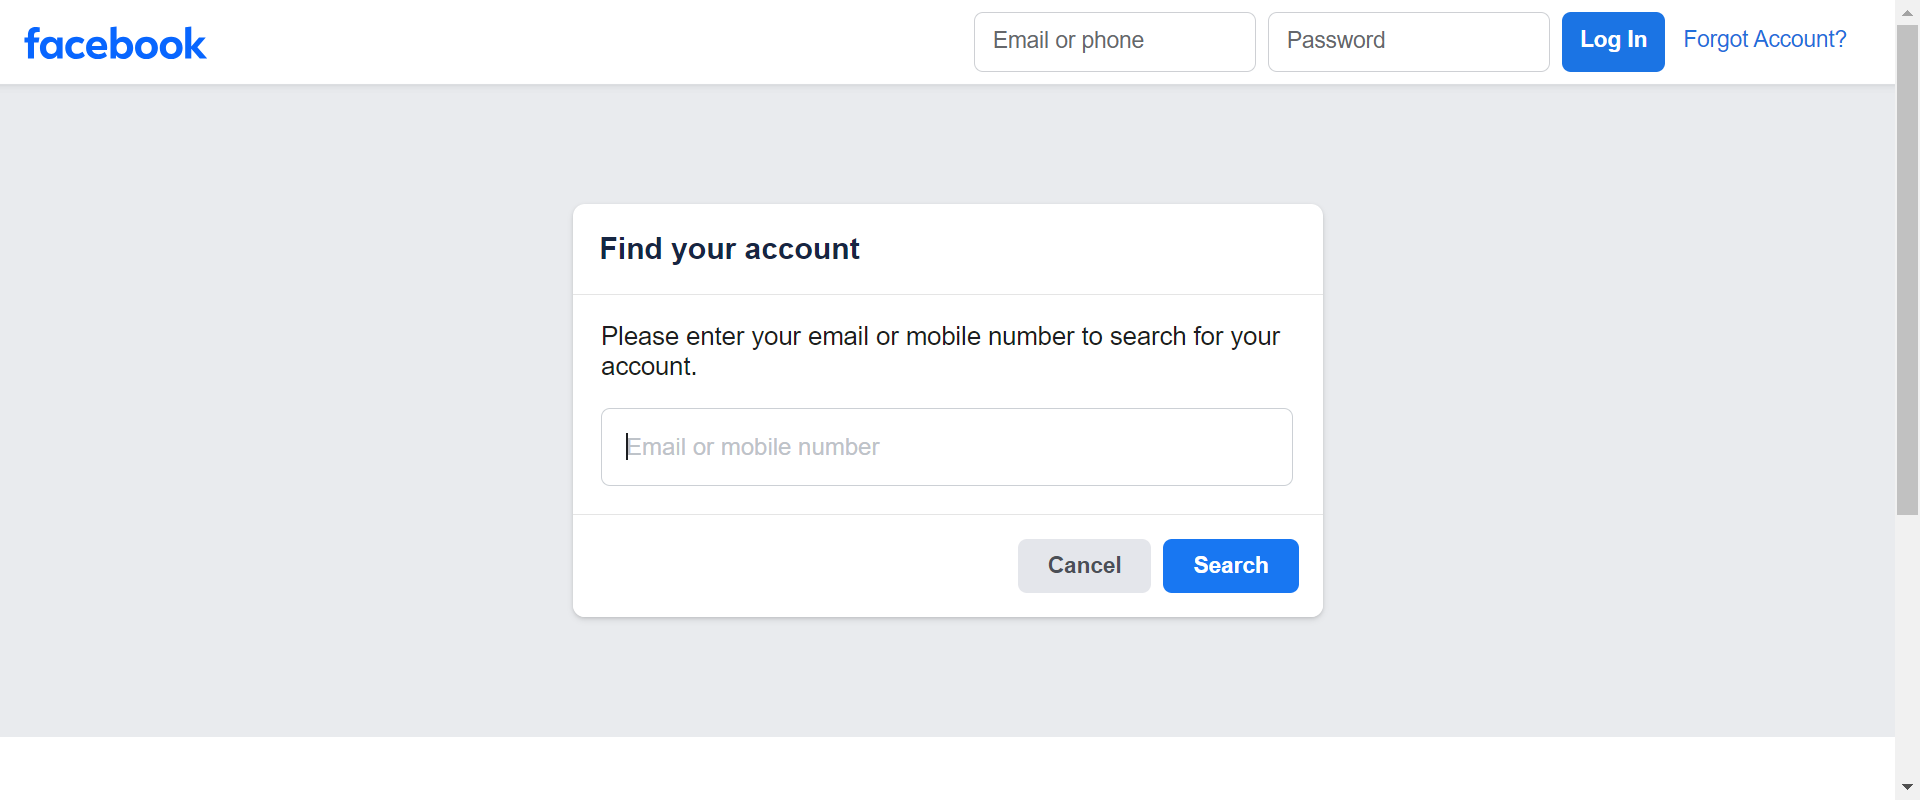 facebook
Email or phone
Password
Log In
Forgot Account?
Find your account
Please enter your email or mobile number to search for your
account.
Email or mobile number
Cancel
Search